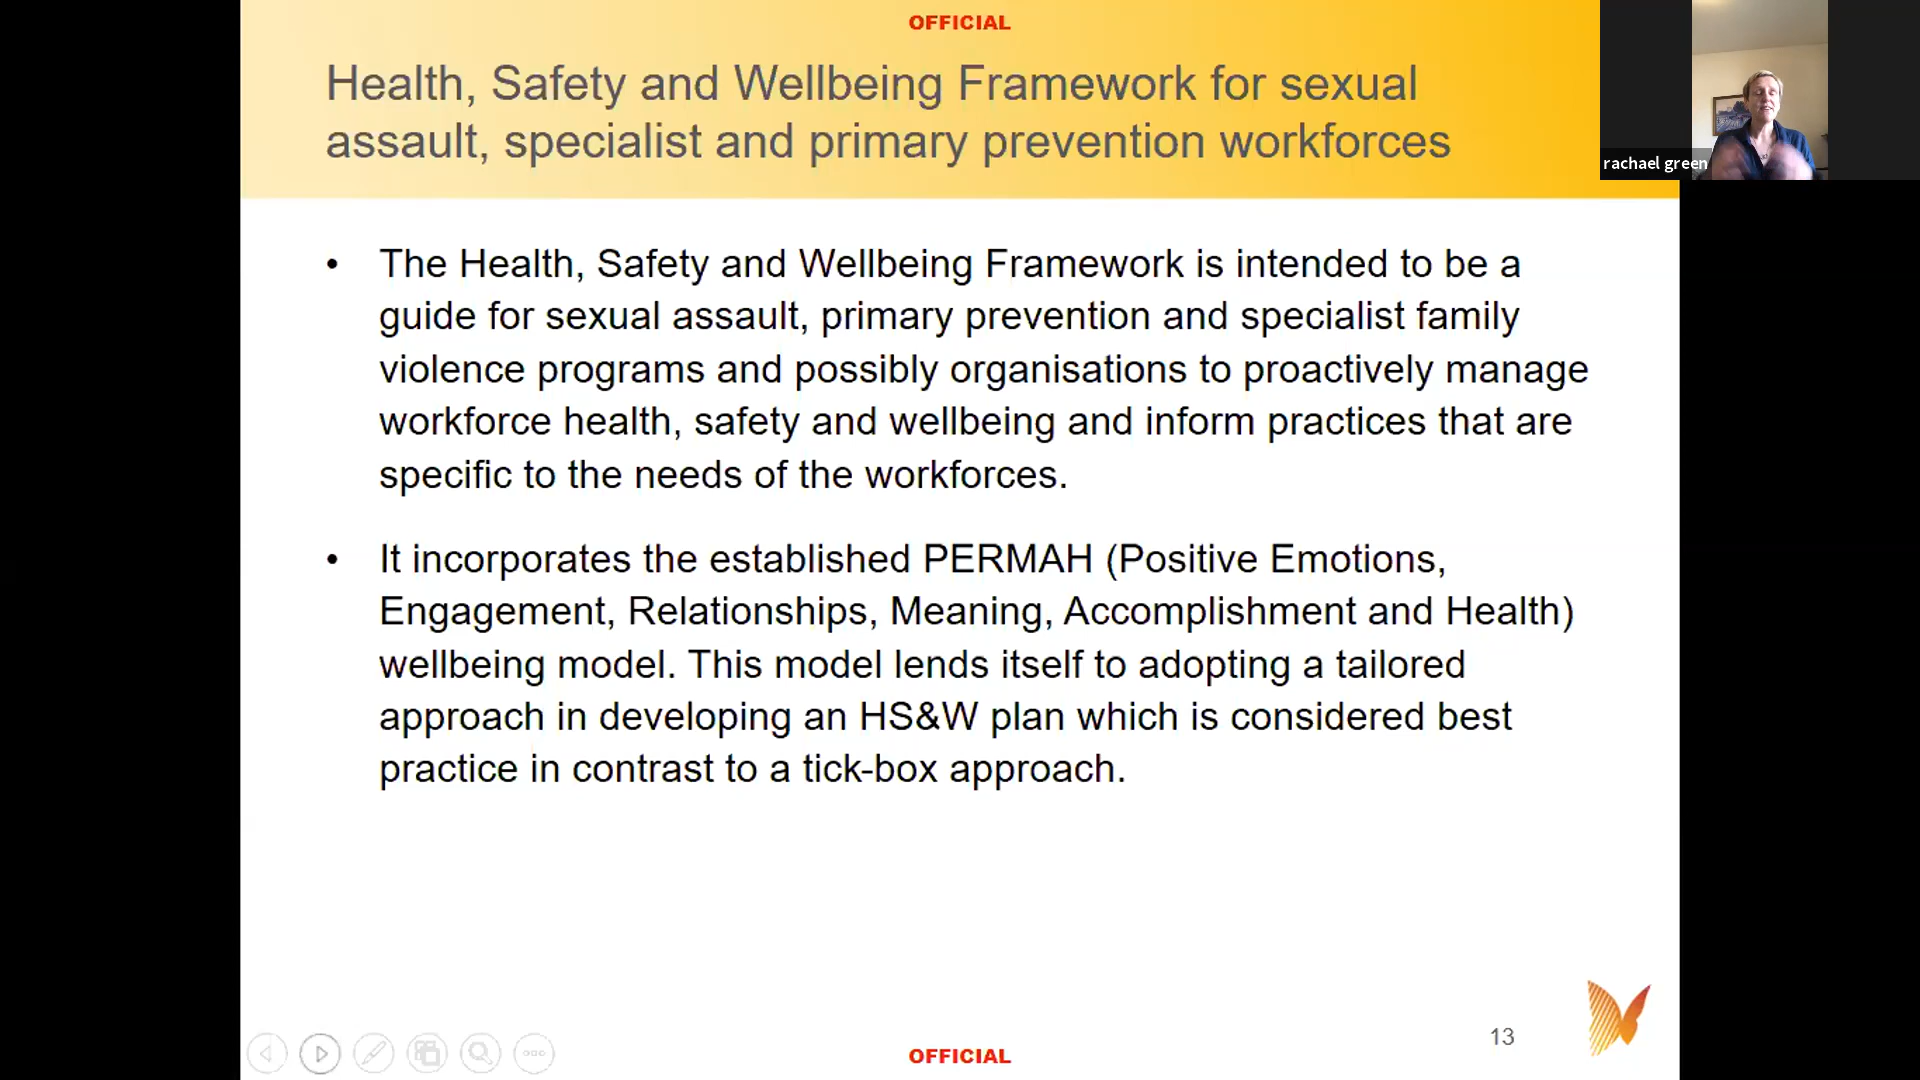 OFFICIAL
Health, Safety and Wellbeing Framework for sexual
assault, specialist and primary prevention workforces
rachael green
• The Health, Safety and Wellbeing Framework is intended to be a
guide for sexual assault, primary prevention and specialist family
violence programs and possibly organisations to proactively manage
workforce health, safety and wellbeing and inform practices that are
specific to the needs of the workforces.
• It incorporates the established PERMAH (Positive Emotions,
Engagement, Relationships, Meaning, Accomplishment and Health)
wellbeing model. This model lends itself to adopting a tailored
approach in developing an HS&W plan which is considered best
practice in contrast to a tick-box approach.
13
OFFICIAL